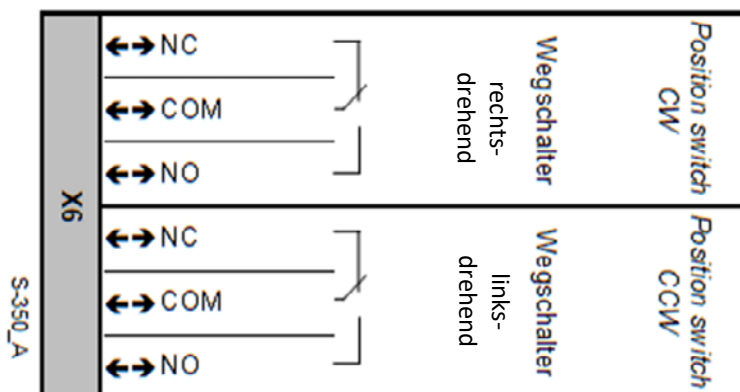 X6
NC
COM
NO
Wegschalter
rechts-
drehend
Position switch
CW
NC
COM
NO
Wegschalter
links-
drehend
Position switch
CCW
S-350_A